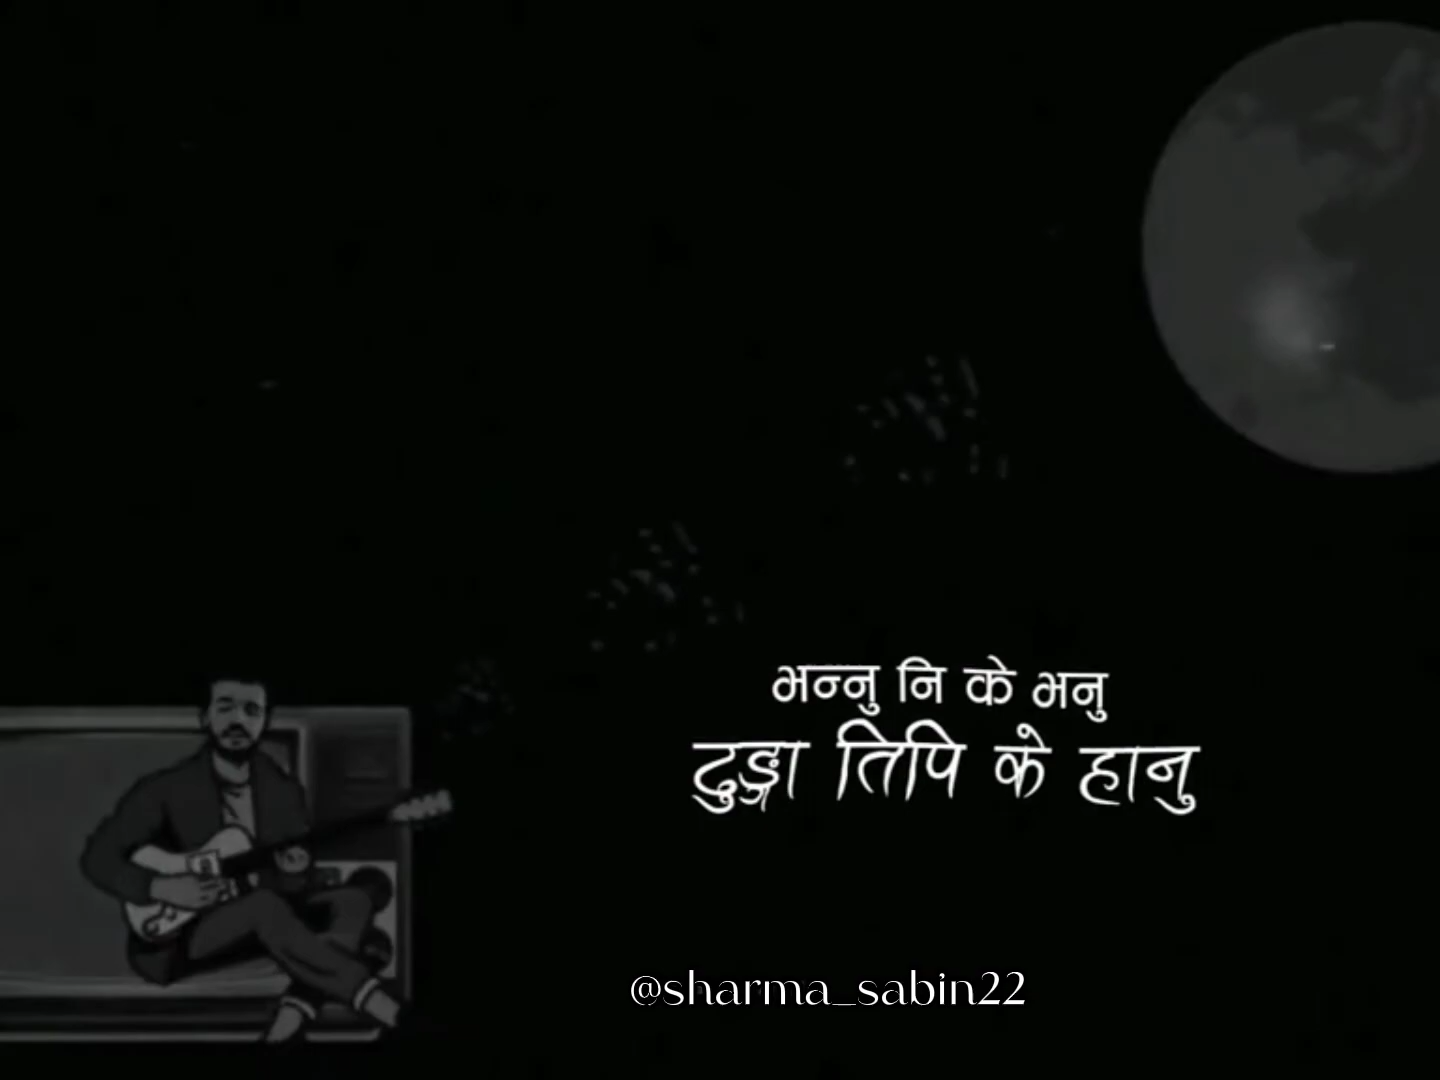 भन्नु नि के भनु
टुङ्गा तिपि के हानु
@sharma_sabin22